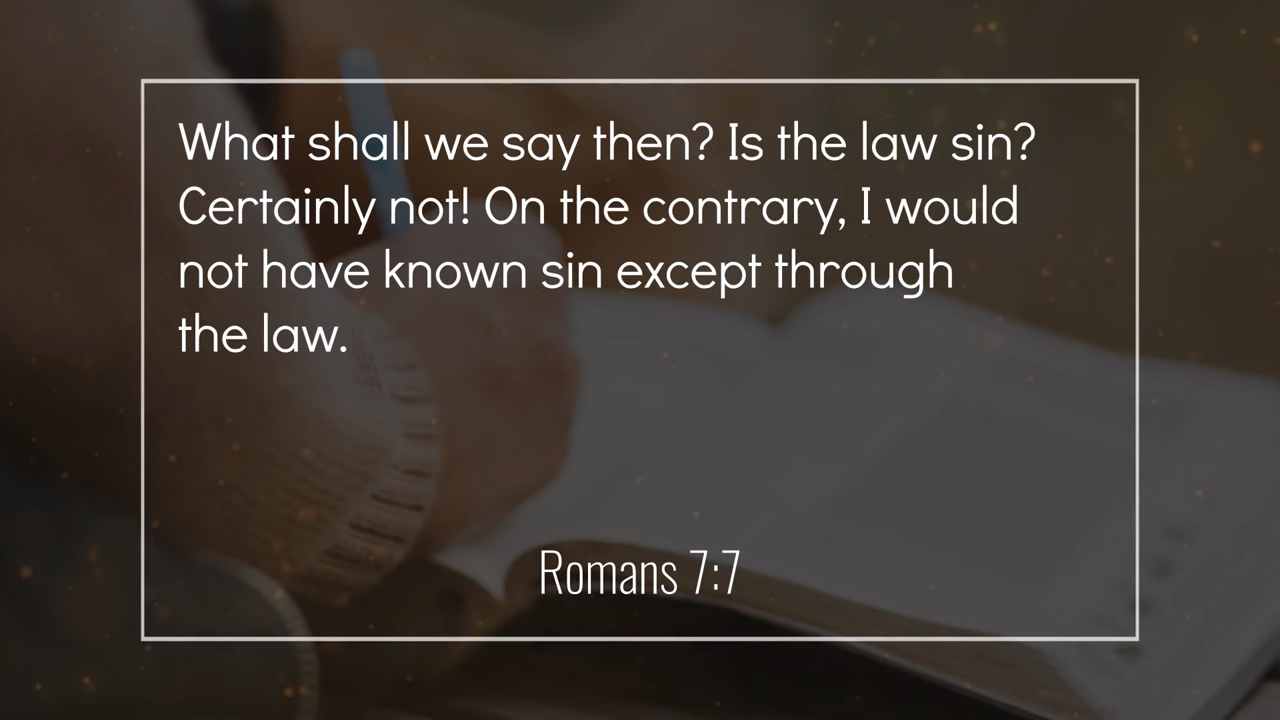 What shall we say then? Is the law sin?
Certainly not! On the contrary, I would
not have known sin except through
the law.
Romans 7:7